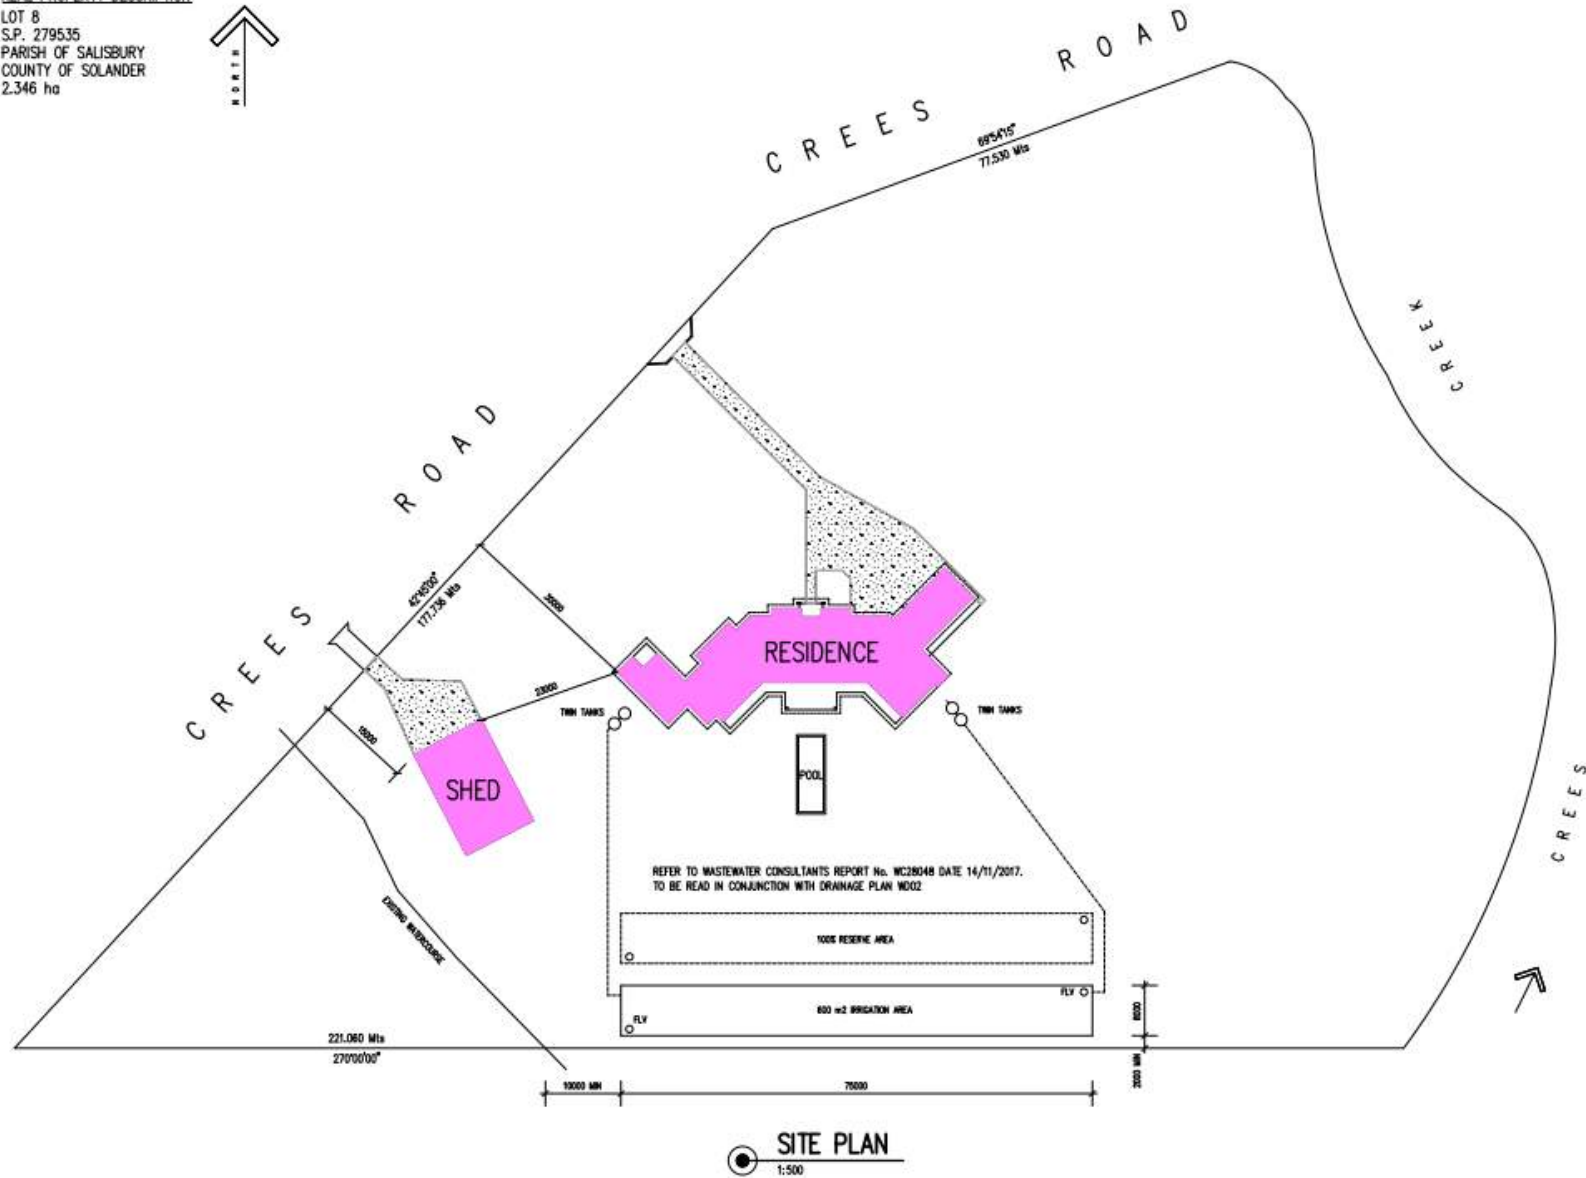 LOT 8
S.P. 279535
PARISH OF SALISBURY
COUNTY OF SOLANDER
2.346 ha
NORTH
CREES ROAD
69°54'15"
77.530 Mts
CREEK
CREES ROAD
42°45'00"
177.736 Mts
30000
RESIDENCE
23000
15000
TWIN TANKS
TWIN TANKS
POOL
SHED
CREES
REFER TO WASTEWATER CONSULTANTS REPORT No. WC28048 DATE 14/11/2017.
TO BE READ IN CONJUNCTION WITH DRAINAGE PLAN WD02
EXISTING WATERCOURSE
100% RESERVE AREA
FLV
600 m2 IRRIGATION AREA
FLV
8000
221.060 Mts
270°00'00"
2000 MIN
10000 MIN
75000
SITE PLAN
1:500